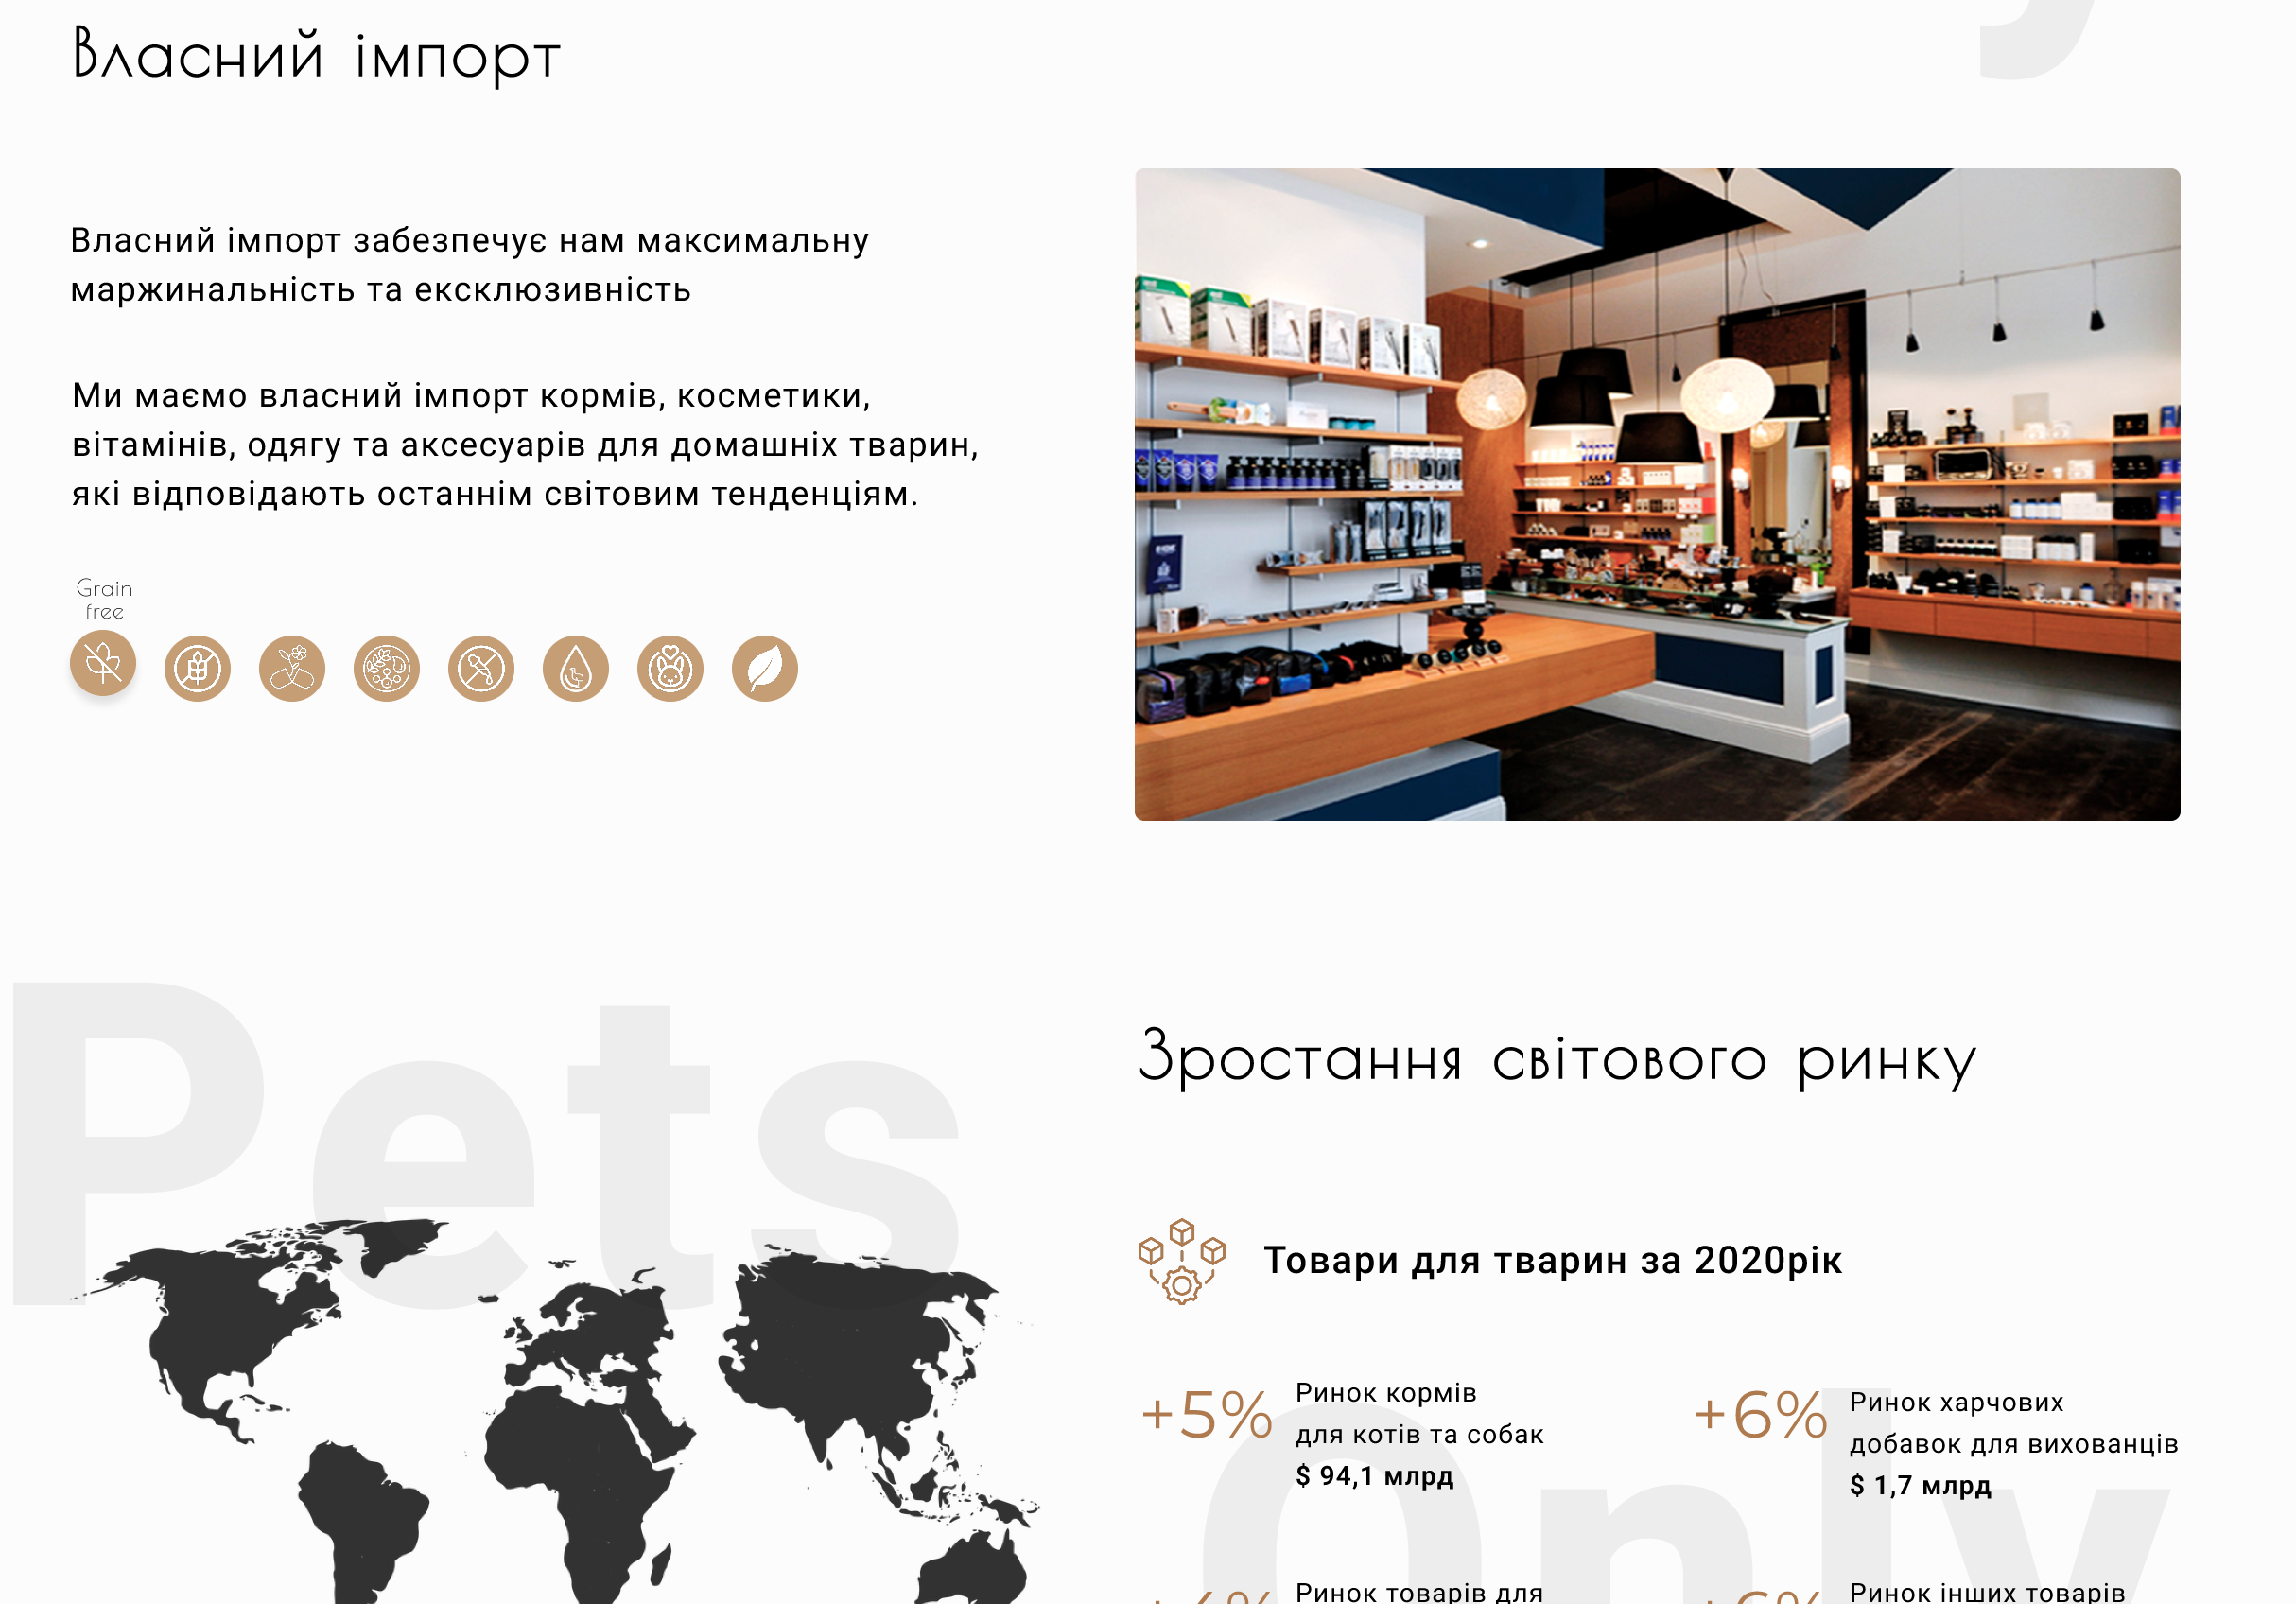 Власний імпорт
Власний імпорт забезпечує нам максимальну
маржинальність та ексклюзивність
Ми маємо власний імпорт кормів, косметики,
вітамінів, одягу та аксесуарів для домашніх тварин,
які відповідають останнім світовим тенденціям.
Grain
free
Pets
Зростання світового ринку
Товари для тварин за 2020рік
+5%
Ринок кормів
для котів та собак
$ 94,1 млрд
+6%
Ринок харчових
добавок для вихованців
$ 1,7 млрд
Only
Ринок товарів для
Ринок інших товарів